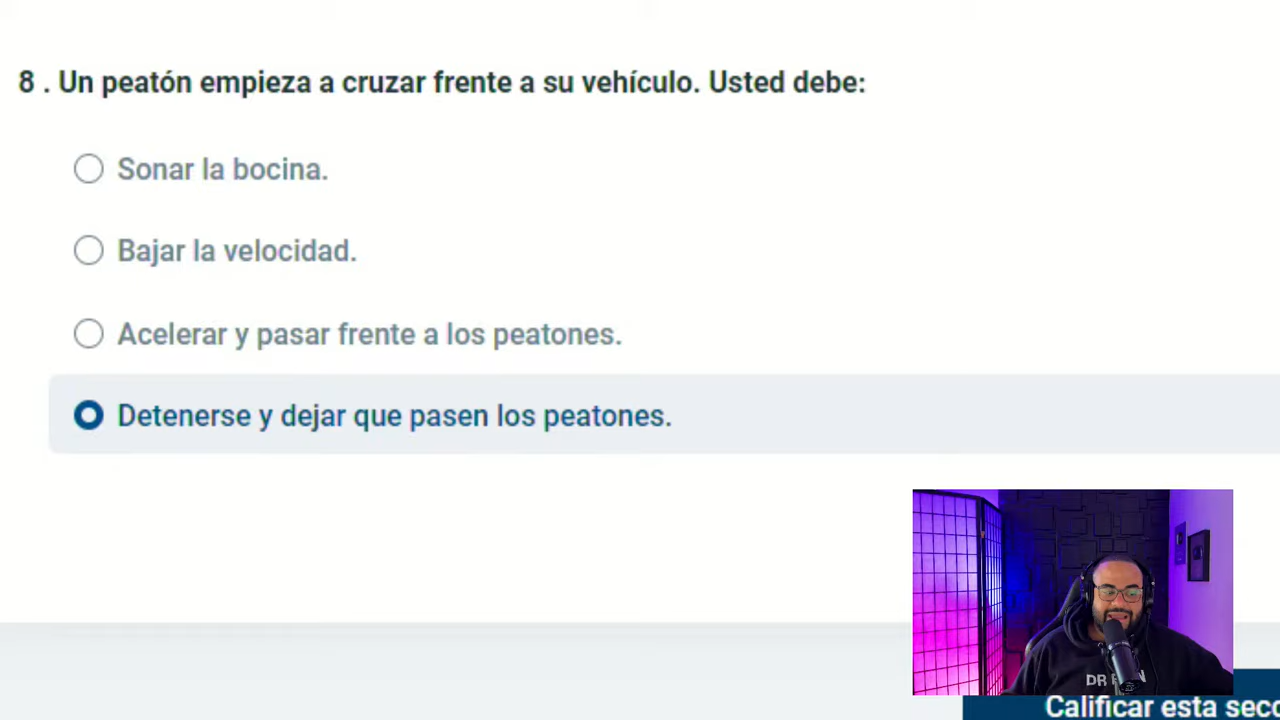 8 . Un peatón empieza a cruzar frente a su vehículo. Usted debe:
Sonar la bocina.
Bajar la velocidad.
Acelerar y pasar frente a los peatones.
Detenerse y dejar que pasen los peatones.
DR
Calificar esta